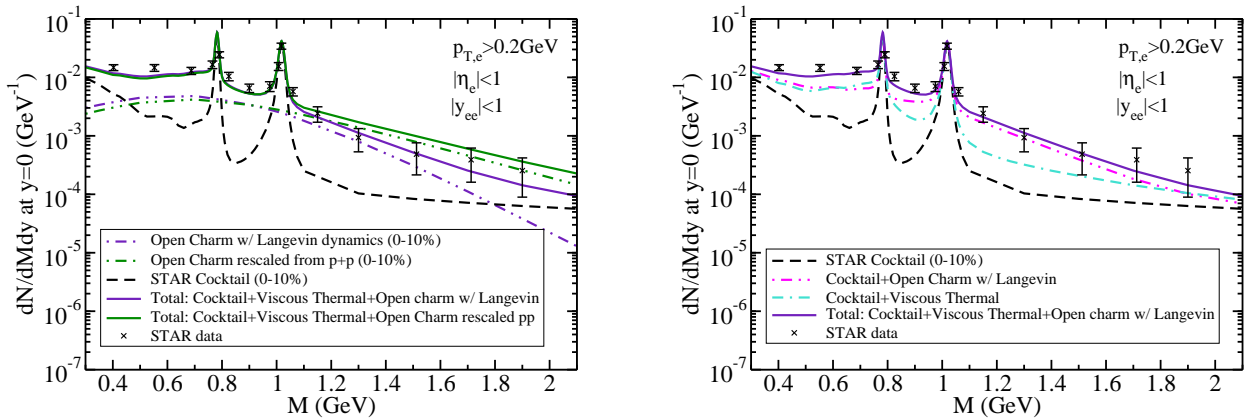 10^-1
10^-2
10^-3
10^-4
10^-5
10^-6
10^-7
dN/dMdy at y=0 (GeV^-1)
p_T,e>0.2GeV
|η_e|<1
|y_ee|<1
Open Charm w/ Langevin dynamics (0-10%)
Open Charm rescaled from p+p (0-10%)
STAR Cocktail (0-10%)
Total: Cocktail+Viscous Thermal+Open charm w/ Langevin
Total: Cocktail+Viscous Thermal+Open Charm rescaled pp
STAR data
0.4 0.6 0.8 1 1.2 1.4 1.6 1.8 2
M (GeV)
10^-1
10^-2
10^-3
10^-4
10^-5
10^-6
10^-7
dN/dMdy at y=0 (GeV^-1)
p_T,e>0.2GeV
|η_e|<1
|y_ee|<1
STAR Cocktail (0-10%)
Cocktail+Open Charm w/ Langevin
Cocktail+Viscous Thermal
Total: Cocktail+Viscous Thermal+Open charm w/ Langevin
STAR data
0.4 0.6 0.8 1 1.2 1.4 1.6 1.8 2
M (GeV)